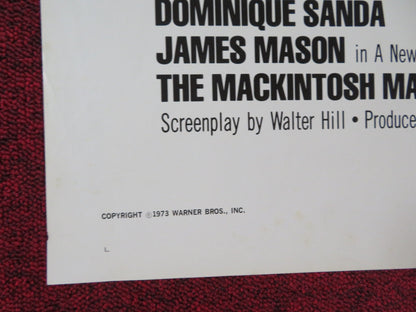 DOMINIQUE SANDA
JAMES MASON in A New
THE MACKINTOSH MA
Screenplay by Walter Hill • Produce
COPYRIGHT ©1973 WARNER BROS., INC.
L